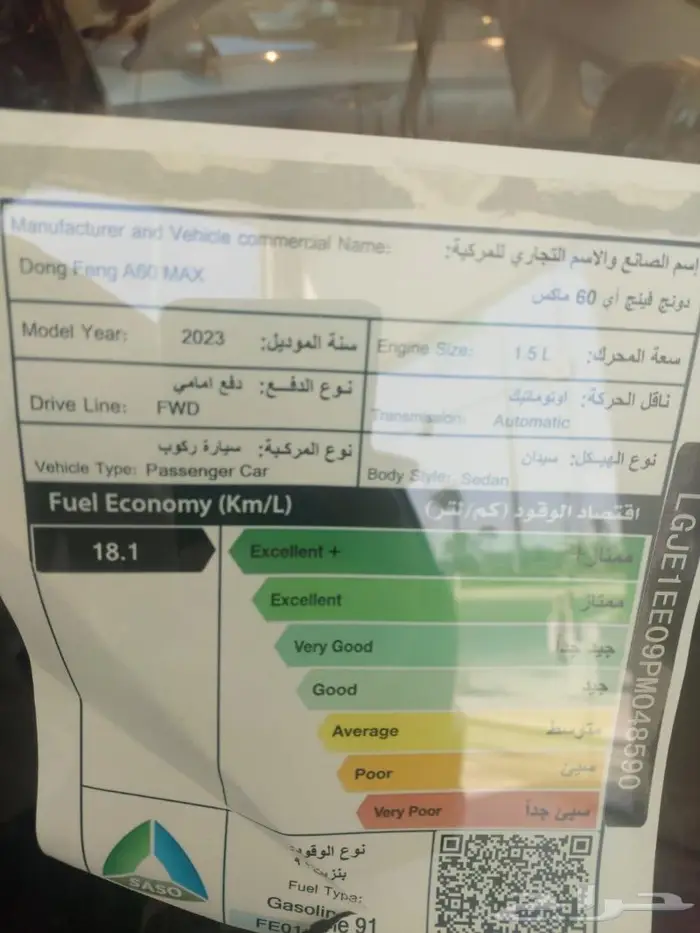 Manufacturer and Vehicle commercial Name: إسم الصانع والاسم التجاري للمركبة:
Dong Feng A60 MAX دونج فينج أي 60 ماكس
Model Year: 2023 سنة الموديل:
Engine Size: 1.5 L سعة المحرك:
نوع الدفــع: دفع امامي
Drive Line: FWD
ناقل الحركة: اوتوماتيك
Transmission: Automatic
نوع المركبة: سيارة ركوب
Vehicle Type: Passenger Car
نوع الهيكل: سيدان
Body Style: Sedan
Fuel Economy (Km/L) اقتصاد الوقود (كم/لتر)
18.1
Excellent + ممتاز+
Excellent ممتاز
Very Good جيد جداً
Good جيد
Average متوسط
Poor سيئ
Very Poor سيئ جداً
LGJE1EE09PM048590
SASO
نوع الوقود:
Fuel Type:
91
حراج